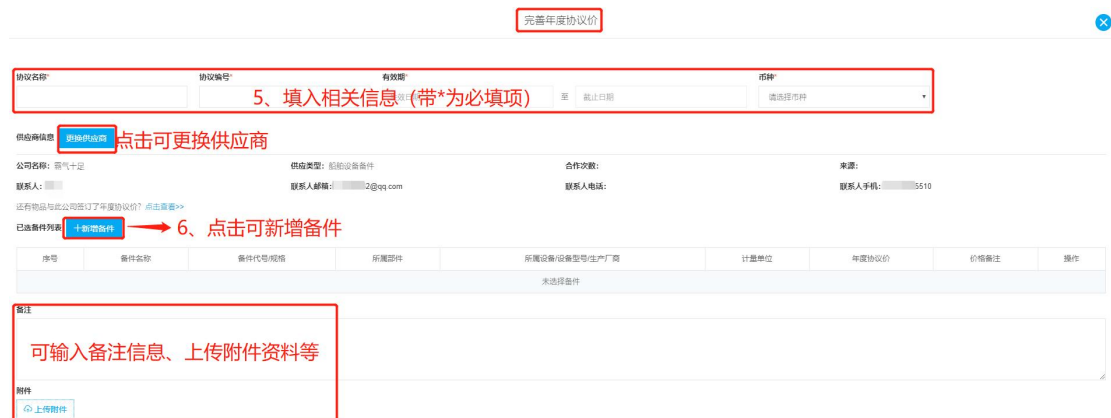 完善年度协议价
协议名称* 协议编号* 有效期* 币种*
5、填入相关信息（带*为必填项） 至 截止日期 请选择币种
供应商信息 更换供应商 点击可更换供应商
公司名称：霸气十足 供应类型：船舶设备备件 合作次数： 来源：
联系人： 联系人邮箱： 2@qq.com 联系人电话： 联系人手机： 5510
还有物品与此公司签订了年度协议价？点击查看>>
已选备件列表 +新增备件 6、点击可新增备件
序号 备件名称 备件代号/规格 所属部件 所属设备/设备型号/生产厂商 计量单位 年度协议价 价格备注 操作
未选择备件
备注
可输入备注信息、上传附件资料等
附件
上传附件